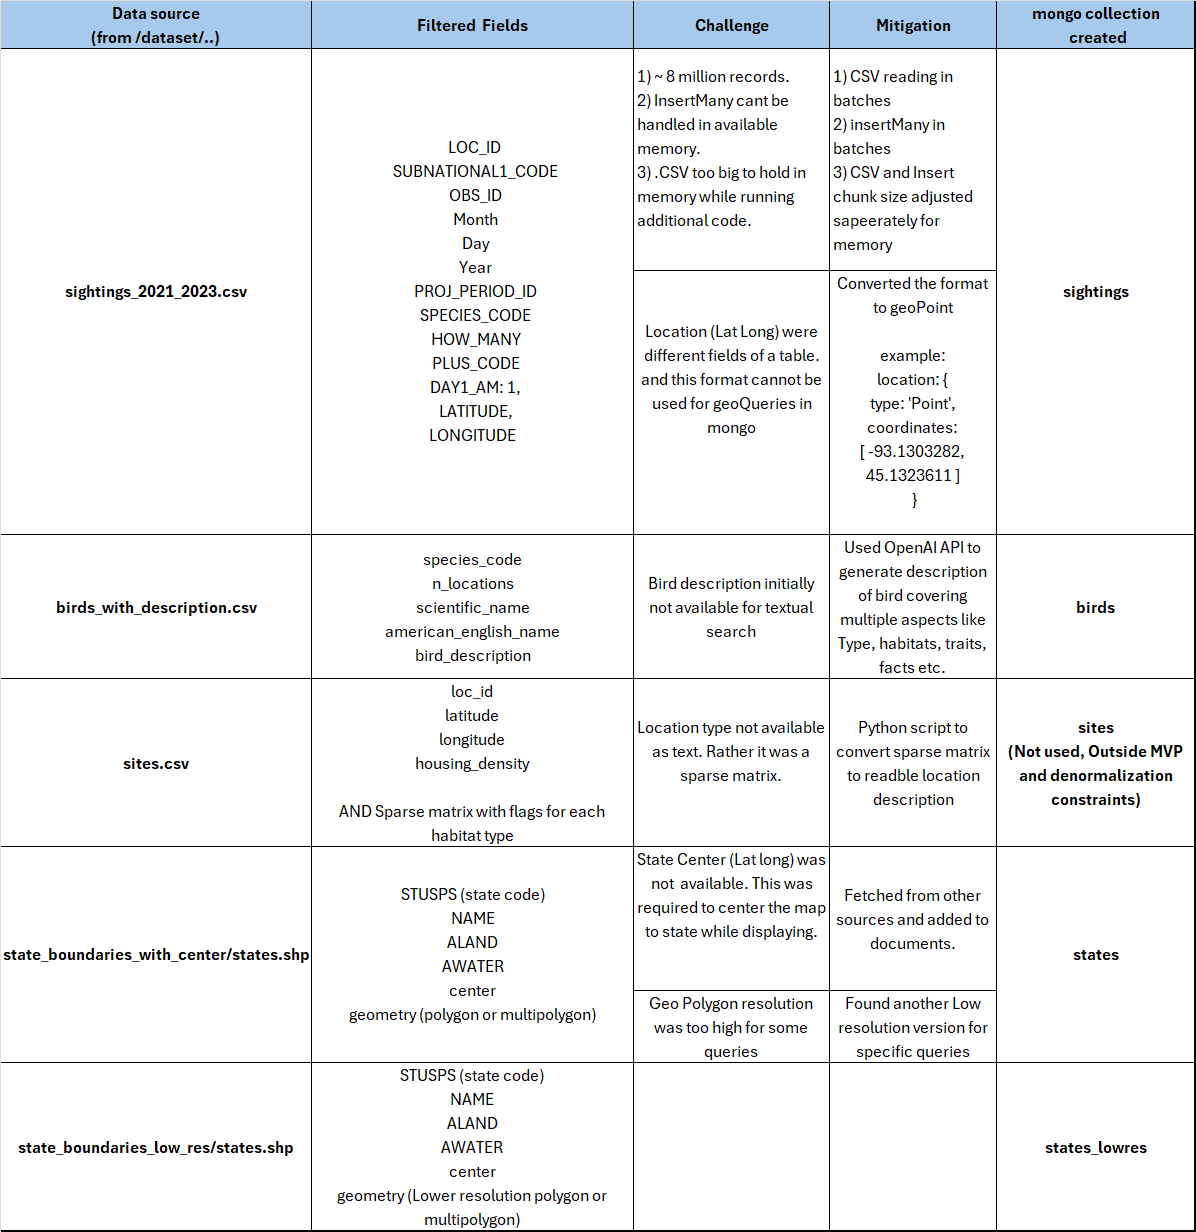 Data source
(from /dataset/..)
Filtered Fields
Challenge
Mitigation
mongo collection
created
sightings_2021_2023.csv
LOC_ID
SUBNATIONAL1_CODE
OBS_ID
Month
Day
Year
PROJ_PERIOD_ID
SPECIES_CODE
HOW_MANY
PLUS_CODE
DAY1_AM: 1,
LATITUDE,
LONGITUDE
1) ~ 8 million records.
2) InsertMany cant be
handled in available
memory.
3) .CSV too big to hold in
memory while running
additional code.
1) CSV reading in
batches
2) insertMany in
batches
3) CSV and Insert
chunk size adjusted
sapeerately for
memory
sightings
Location (Lat Long) were
different fields of a table.
and this format cannot be
used for geoQueries in
mongo
Converted the format
to geoPoint
example:
location: {
type: 'Point',
coordinates:
[ -93.1303282,
45.1323611 ]
}
birds_with_description.csv
species_code
n_locations
scientific_name
american_english_name
bird_description
Bird description initially
not available for textual
search
Used OpenAI API to
generate description
of bird covering
multiple aspects like
Type, habitats, traits,
facts etc.
birds
sites.csv
loc_id
latitude
longitude
housing_density
AND Sparse matrix with flags for each
habitat type
Location type not available
as text. Rather it was a
sparse matrix.
Python script to
convert sparse matrix
to readble location
description
sites
(Not used, Outside MVP
and denormalization
constraints)
state_boundaries_with_center/states.shp
STUSPS (state code)
NAME
ALAND
AWATER
center
geometry (polygon or multipolygon)
State Center (Lat long) was
not available. This was
required to center the map
to state while displaying.
Fetched from other
sources and added to
documents.
states
Geo Polygon resolution
was too high for some
queries
Found another Low
resolution version for
specific queries
state_boundaries_low_res/states.shp
STUSPS (state code)
NAME
ALAND
AWATER
center
geometry (Lower resolution polygon or
multipolygon)
states_lowres